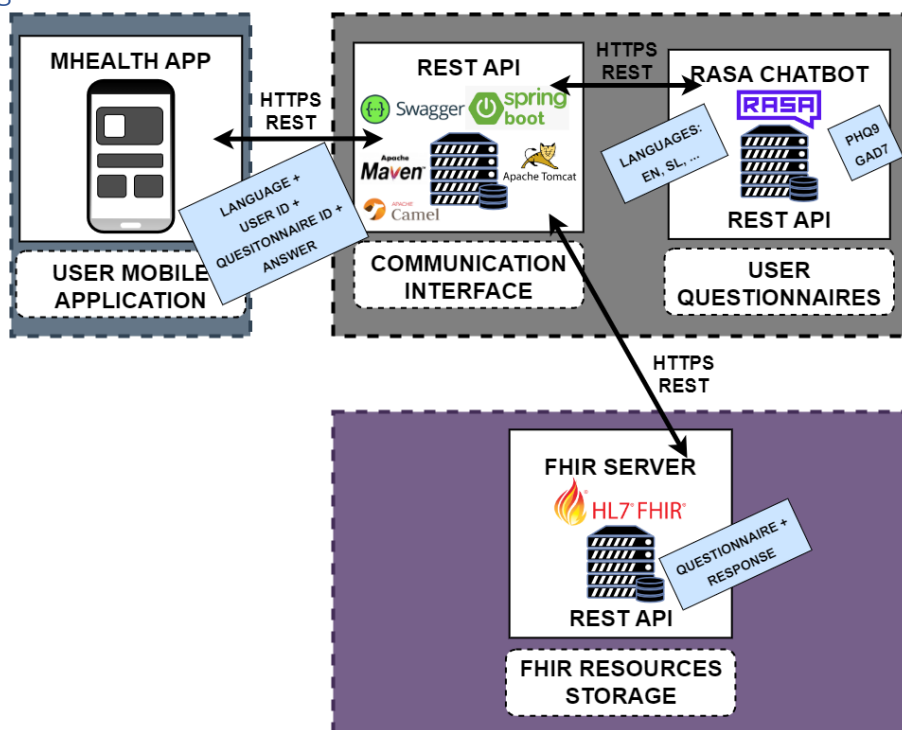 MHEALTH APP
USER MOBILE
APPLICATION
HTTPS
REST
LANGUAGE +
USER ID +
QUESITONNAIRE ID +
ANSWER
REST API
Swagger
spring
boot
Apache
Maven™
Apache Tomcat
APACHE
Camel
COMMUNICATION
INTERFACE
HTTPS
REST
RASA CHATBOT
RASA
LANGUAGES:
EN, SL, ...
PHQ9
GAD7
REST API
USER
QUESTIONNAIRES
HTTPS
REST
FHIR SERVER
HL7® FHIR®
QUESTIONNAIRE +
RESPONSE
REST API
FHIR RESOURCES
STORAGE